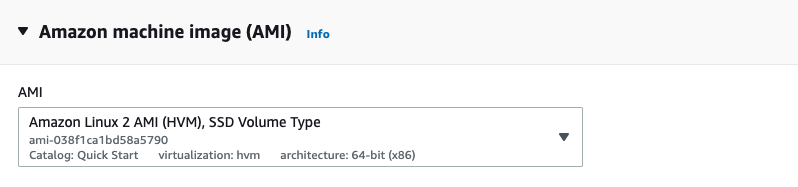 Amazon machine image (AMI) Info
AMI
Amazon Linux 2 AMI (HVM), SSD Volume Type
ami-038f1ca1bd58a5790
Catalog: Quick Start virtualization: hvm architecture: 64-bit (x86)